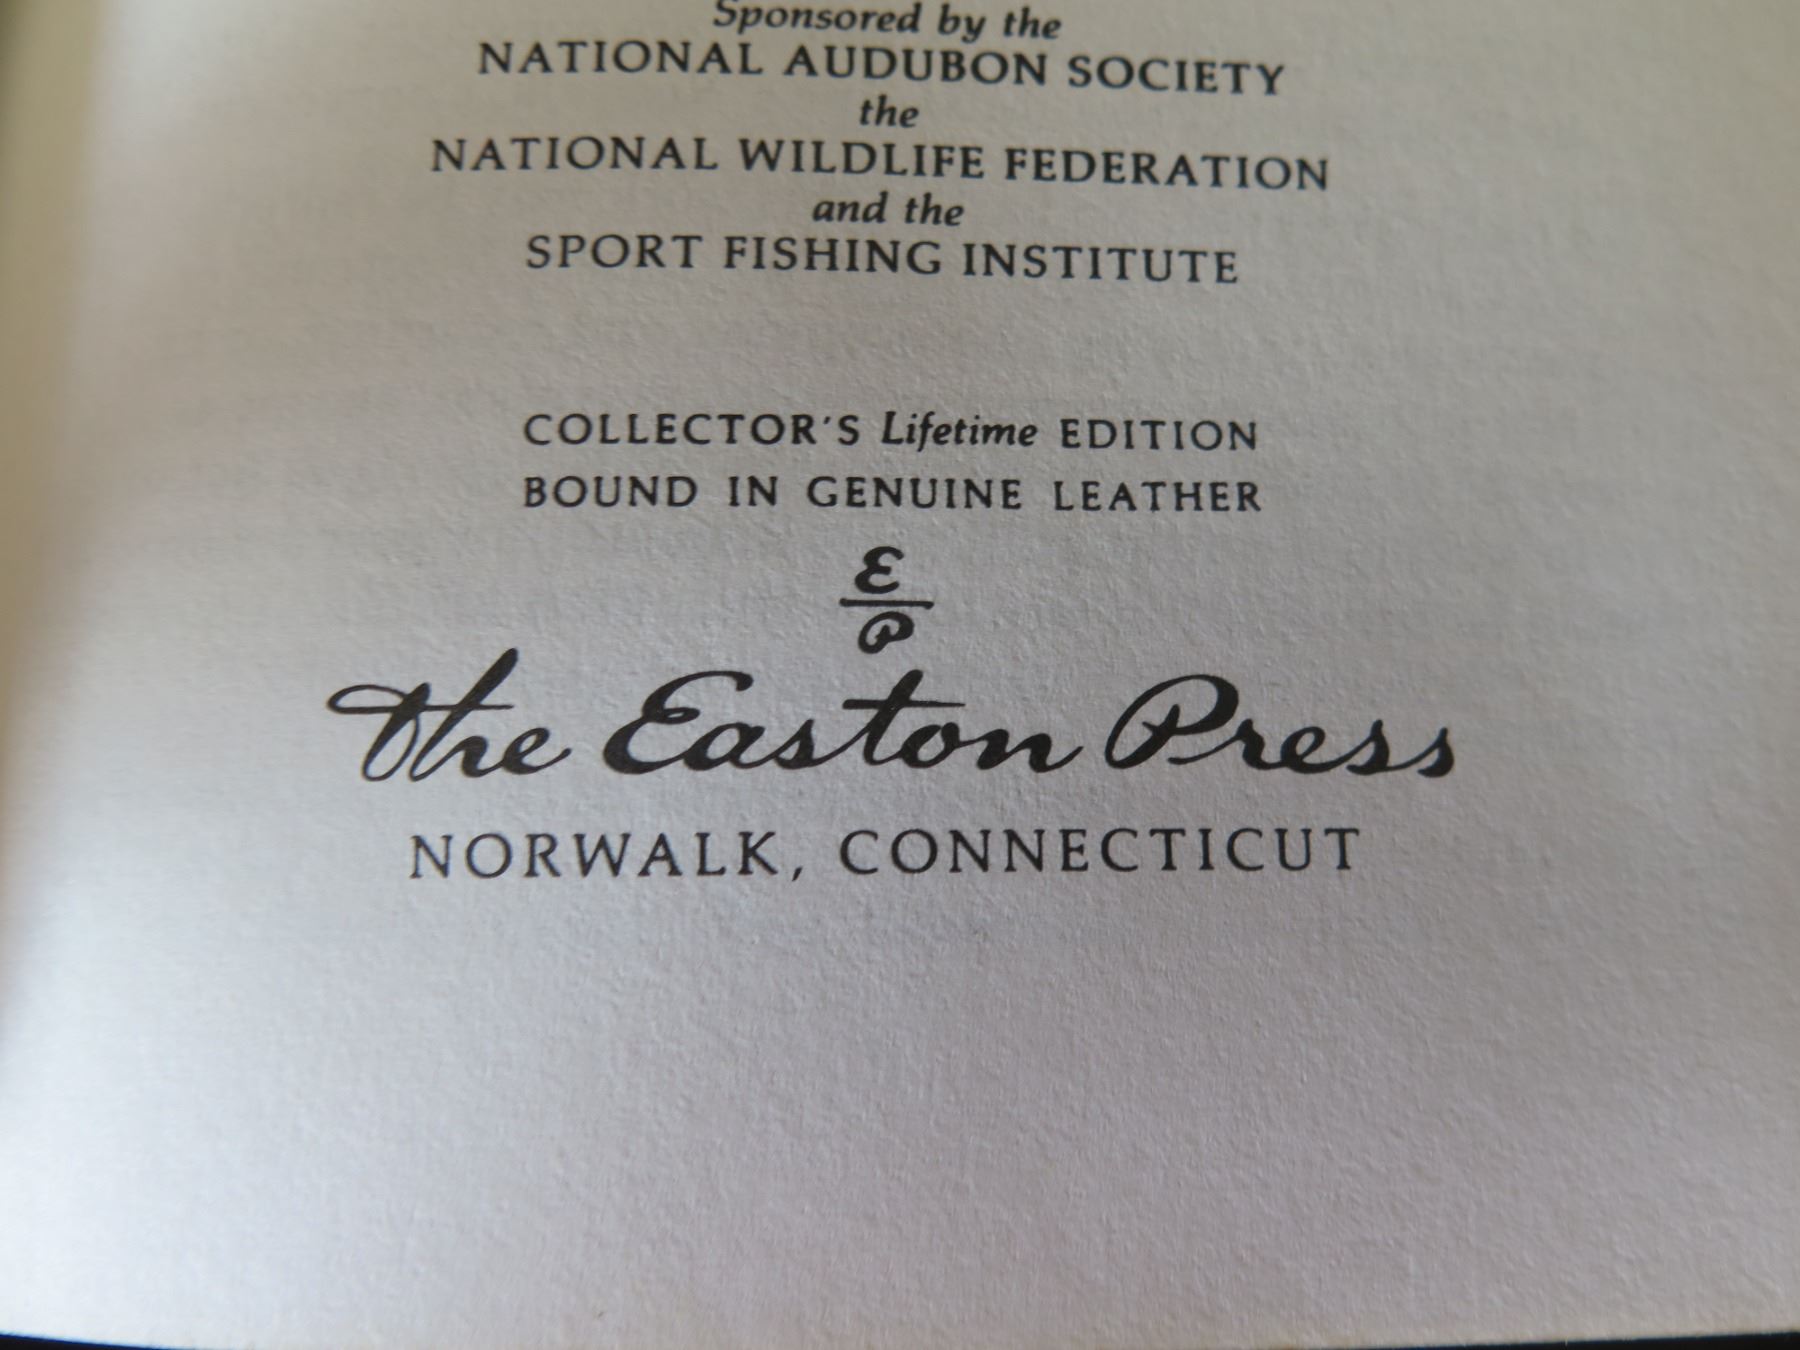 Sponsored by the
NATIONAL AUDUBON SOCIETY
the
NATIONAL WILDLIFE FEDERATION
and the
SPORT FISHING INSTITUTE
COLLECTOR'S Lifetime EDITION
BOUND IN GENUINE LEATHER
E
P
The Easton Press
NORWALK, CONNECTICUT